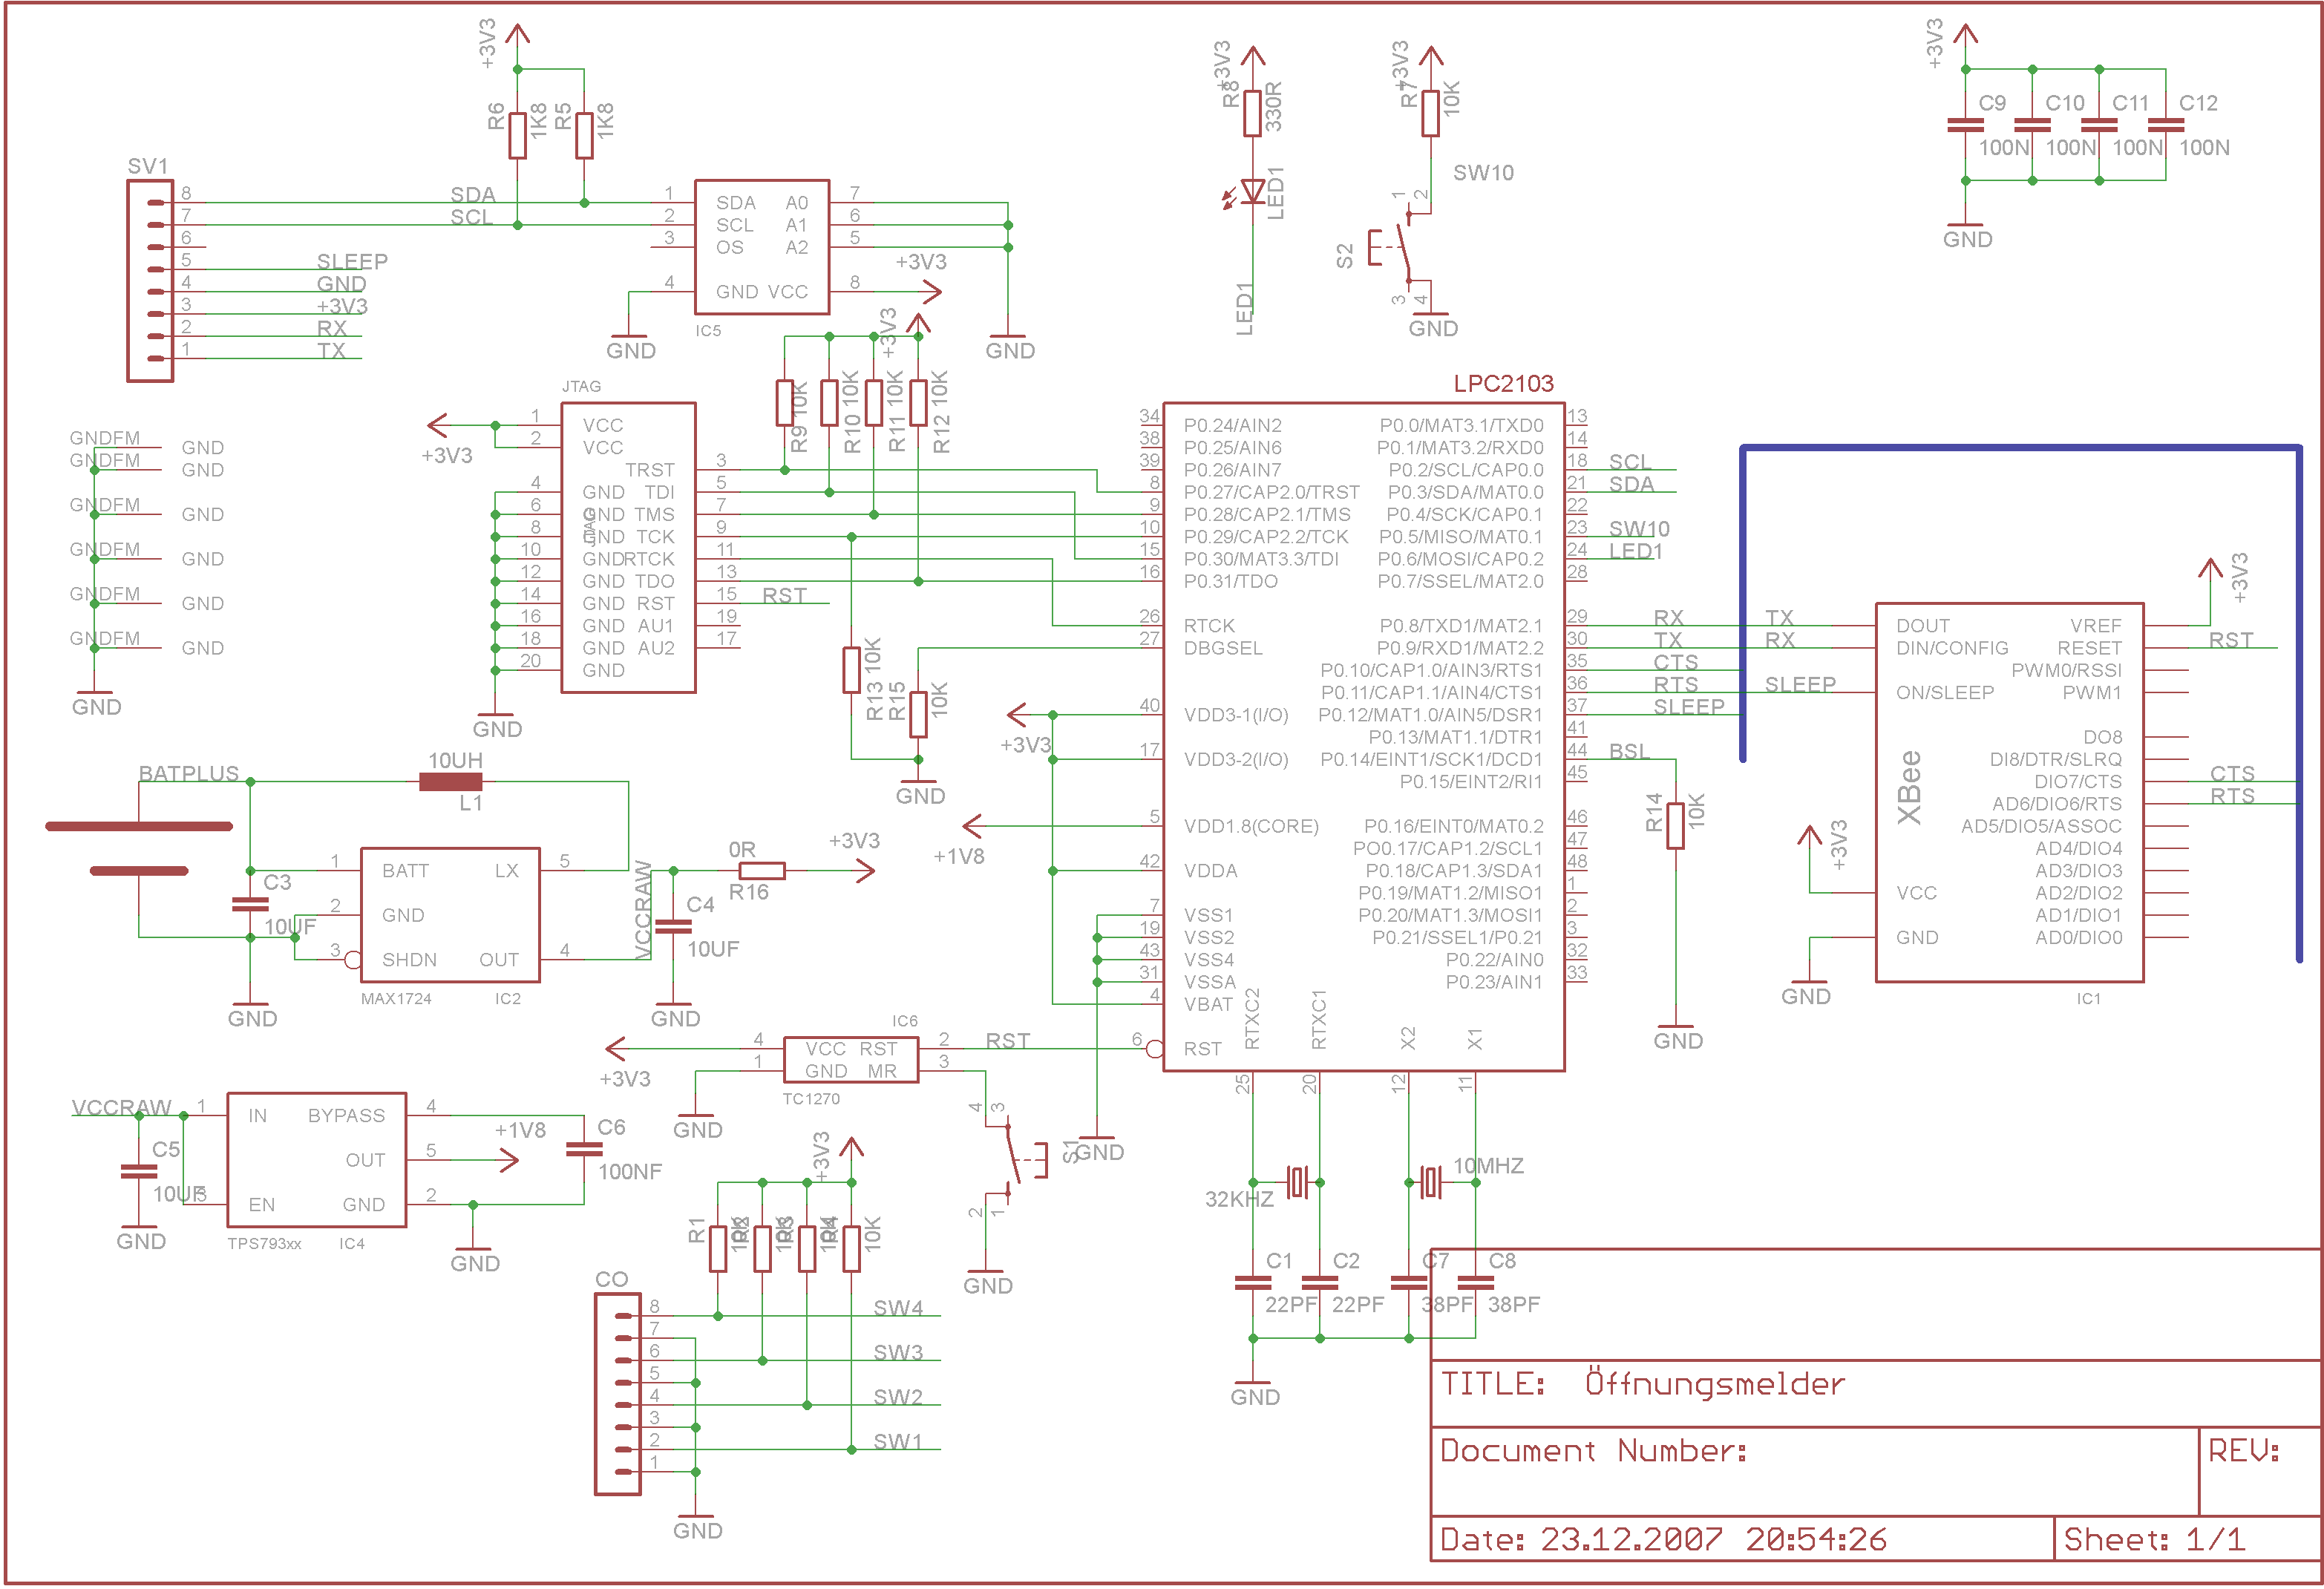 +3V3
R6
1K8
R5
1K8
SV1
8
7
6
5
4
3
2
1
SDA
SCL
SLEEP
GND
+3V3
RX
TX
1 SDA A0 7
2 SCL A1 6
3 OS A2 5
4 GND VCC 8
IC5
+3V3
GND
GND
+3V3
R8
330R
LED1
LED1
+3V3
R7
10K
SW10
1 2
S2
3 4
GND
+3V3
C9 C10 C11 C12
100N 100N 100N 100N
GND
GNDFM GND
GNDFM GND
GNDFM GND
GNDFM GND
GNDFM GND
GNDFM GND
GND
JTAG
+3V3
1 VCC
2 VCC
TRST 3
4 GND TDI 5
6 GND TMS 7
8 GND TCK 9
10 GND RTCK 11
12 GND TDO 13
14 GND RST 15 RST
16 GND AU1 19
18 GND AU2 17
20 GND
JTAG
GND
+3V3
R9 10K
R10 10K
R11 10K
R12 10K
R13 10K
R15 10K
GND
LPC2103
34 P0.24/AIN2 P0.0/MAT3.1/TXD0 13
38 P0.25/AIN6 P0.1/MAT3.2/RXD0 14
39 P0.26/AIN7 P0.2/SCL/CAP0.0 18 SCL
8 P0.27/CAP2.0/TRST P0.3/SDA/MAT0.0 21 SDA
9 P0.28/CAP2.1/TMS P0.4/SCK/CAP0.1 22
10 P0.29/CAP2.2/TCK P0.5/MISO/MAT0.1 23 SW10
15 P0.30/MAT3.3/TDI P0.6/MOSI/CAP0.2 24 LED1
16 P0.31/TDO P0.7/SSEL/MAT2.0 28
26 RTCK P0.8/TXD1/MAT2.1 29 RX
27 DBGSEL P0.9/RXD1/MAT2.2 30 TX
P0.10/CAP1.0/AIN3/RTS1 35 CTS
P0.11/CAP1.1/AIN4/CTS1 36 RTS
40 VDD3-1(I/O) P0.12/MAT1.0/AIN5/DSR1 37 SLEEP
P0.13/MAT1.1/DTR1 41
17 VDD3-2(I/O) P0.14/EINT1/SCK1/DCD1 44 BSL
P0.15/EINT2/RI1 45
5 VDD1.8(CORE) P0.16/EINT0/MAT0.2 46
PO0.17/CAP1.2/SCL1 47
42 VDDA P0.18/CAP1.3/SDA1 48
P0.19/MAT1.2/MISO1 1
7 VSS1 P0.20/MAT1.3/MOSI1 2
19 VSS2 P0.21/SSEL1/P0.21 3
43 VSS4 P0.22/AIN0 32
31 VSSA P0.23/AIN1 33
4 VBAT
6 RST
RTXC2 RTXC1 X2 X1
25 20 12 11
+3V3
+1V8
GND
R14
10K
GND
TX
RX
SLEEP
DOUT VREF
DIN/CONFIG RESET RST
PWM0/RSSI
ON/SLEEP PWM1
DO8
DI8/DTR/SLRQ
DIO7/CTS CTS
AD6/DIO6/RTS RTS
AD5/DIO5/ASSOC
AD4/DIO4
AD3/DIO3
VCC AD2/DIO2
AD1/DIO1
GND AD0/DIO0
XBee
IC1
+3V3
+3V3
GND
BATPLUS
10UH
L1
1 BATT LX 5
2 GND
3 SHDN OUT 4
MAX1724 IC2
C3
10UF
GND
VCCRAW
C4
10UF
GND
0R
R16
+3V3
IC6
4 VCC RST 2 RST
1 GND MR 3
TC1270
+3V3
GND
4 3
S1
2 1
GND
VCCRAW
C5
10UF
GND
1 IN BYPASS 4
OUT 5
3 EN GND 2
TPS793xx IC4
+1V8
C6
100NF
GND
+3V3
R1 10K
R2 10K
R3 10K
R4 10K
CO
8 SW4
7
6 SW3
5
4 SW2
3
2 SW1
1
GND
32KHZ
10MHZ
C1 C2 C7 C8
22PF 22PF 38PF 38PF
GND
TITLE: Öffnungsmelder
Document Number:
REV:
Date: 23.12.2007 20:54:26
Sheet: 1/1